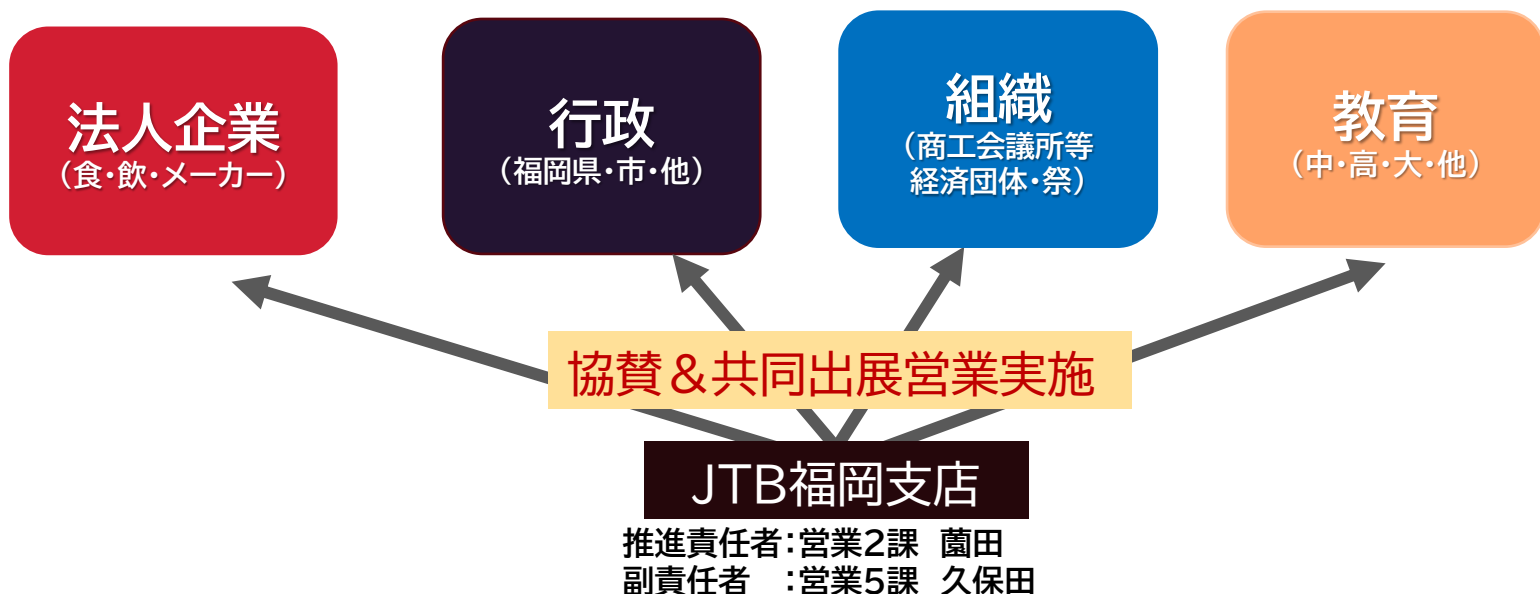 法人企業
（食・飲・メーカー）
行政
（福岡県・市・他）
組織
（商工会議所等
経済団体・祭）
教育
（中・高・大・他）
協賛＆共同出展営業実施
JTB福岡支店
推進責任者：営業2課　薗田
副責任者　：営業5課　久保田